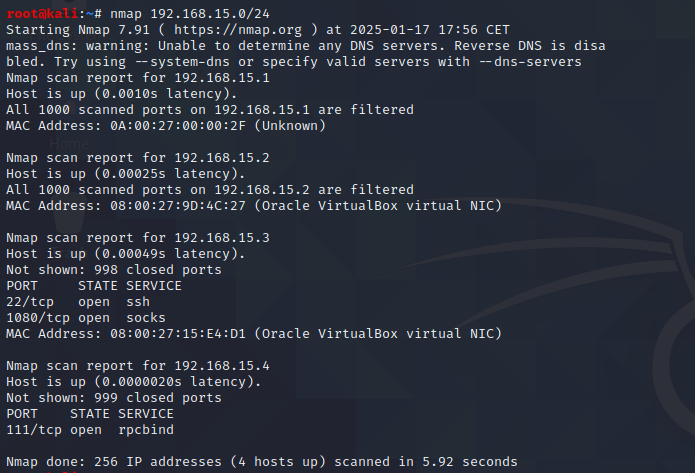 root@kali:~# nmap 192.168.15.0/24
Starting Nmap 7.91 ( https://nmap.org ) at 2025-01-17 17:56 CET
mass_dns: warning: Unable to determine any DNS servers. Reverse DNS is disa
bled. Try using --system-dns or specify valid servers with --dns-servers
Nmap scan report for 192.168.15.1
Host is up (0.0010s latency).
All 1000 scanned ports on 192.168.15.1 are filtered
MAC Address: 0A:00:27:00:00:2F (Unknown)
Home
Nmap scan report for 192.168.15.2
Host is up (0.00025s latency).
All 1000 scanned ports on 192.168.15.2 are filtered
MAC Address: 08:00:27:9D:4C:27 (Oracle VirtualBox virtual NIC)
Nmap scan report for 192.168.15.3
Host is up (0.00049s latency).
Not shown: 998 closed ports
PORT     STATE SERVICE
22/tcp   open  ssh
1080/tcp open  socks
MAC Address: 08:00:27:15:E4:D1 (Oracle VirtualBox virtual NIC)
Nmap scan report for 192.168.15.4
Host is up (0.0000020s latency).
Not shown: 999 closed ports
PORT    STATE SERVICE
111/tcp open  rpcbind
Nmap done: 256 IP addresses (4 hosts up) scanned in 5.92 seconds